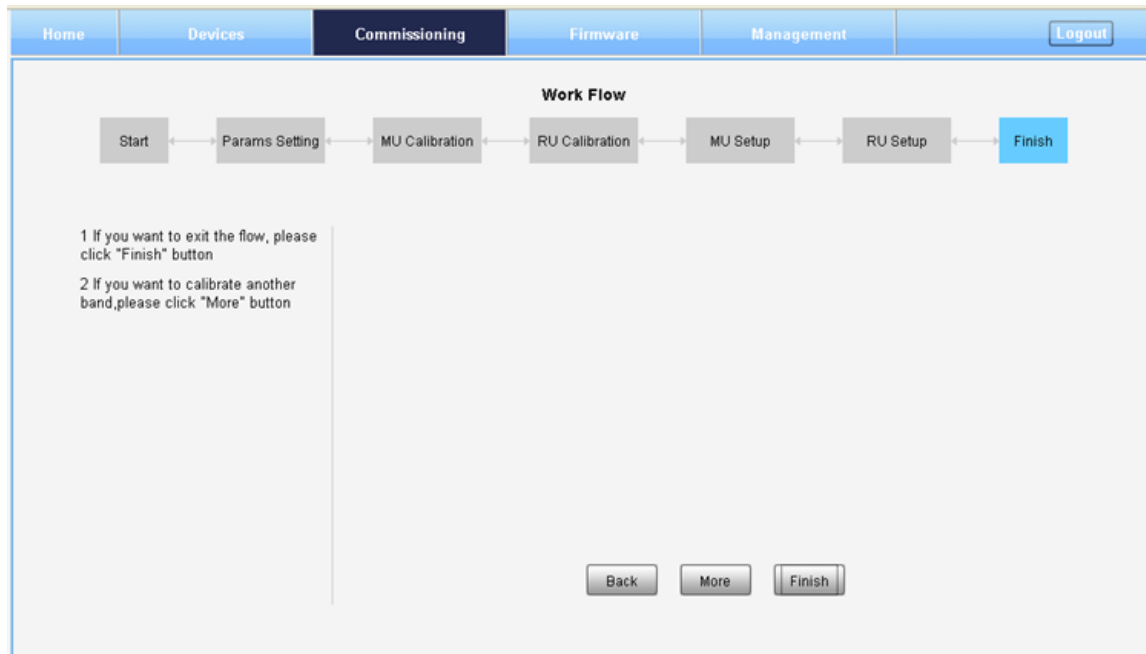 Home Devices Commissioning Firmware Management Logout
Work Flow
Start Params Setting MU Calibration RU Calibration MU Setup RU Setup Finish
1 If you want to exit the flow, please
click "Finish" button
2 If you want to calibrate another
band,please click "More" button
Back More Finish